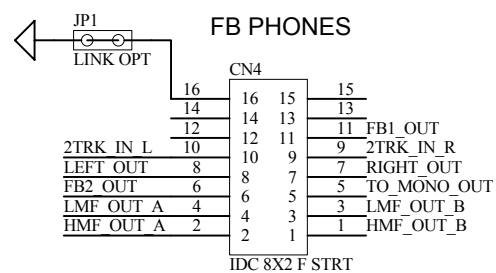 JP1
FB PHONES
LINK OPT
CN4
16 16 15 15
14 14 13 13
12 12 11 11 FB1_OUT
2TRK_IN_L 10 10 9 9 2TRK_IN_R
LEFT_OUT 8 8 7 7 RIGHT_OUT
FB2_OUT 6 6 5 5 TO_MONO_OUT
LMF_OUT_A 4 4 3 3 LMF_OUT_B
HMF_OUT_A 2 2 1 1 HMF_OUT_B
IDC 8X2 F STRT